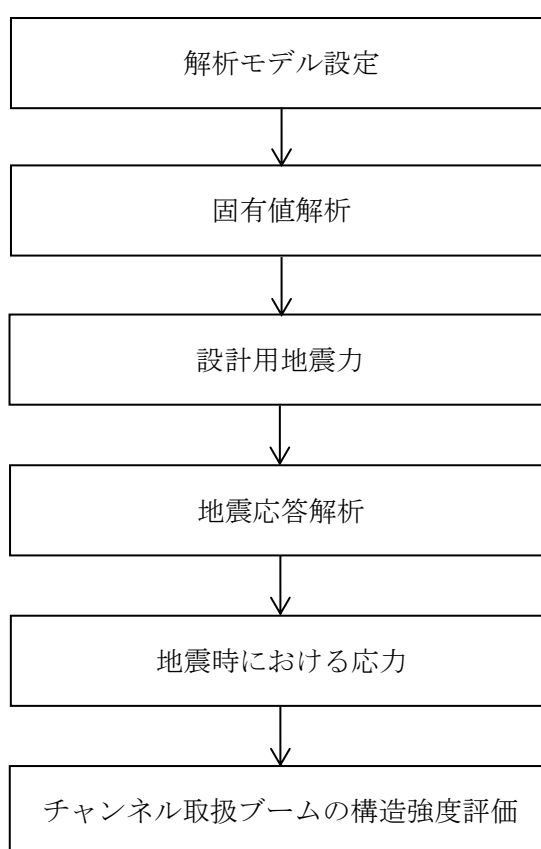 解析モデル設定
固有値解析
設計用地震力
地震応答解析
地震時における応力
チャンネル取扱ブームの構造強度評価